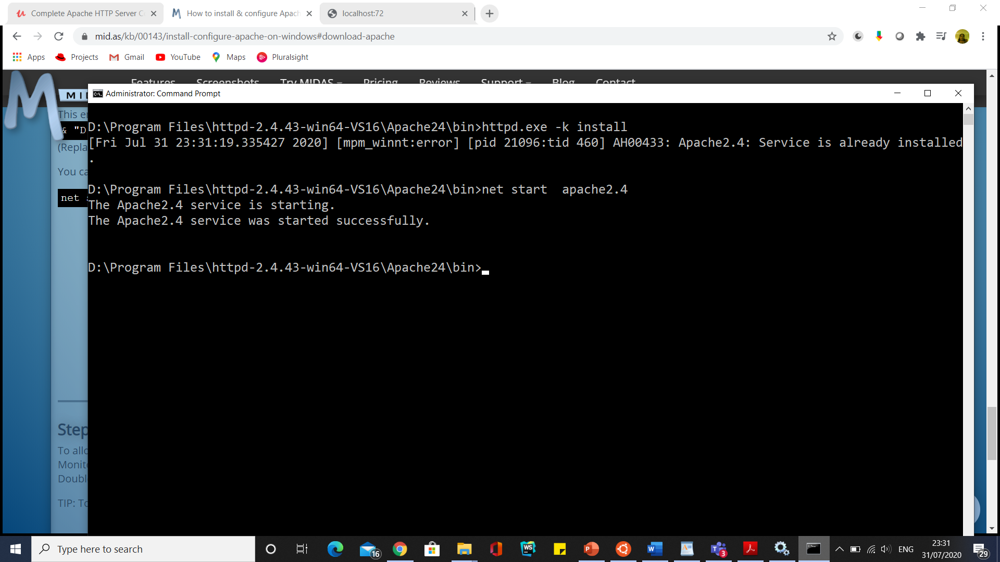 Complete Apache HTTP Server C
How to install & configure Apach
localhost:72
mid.as/kb/00143/install-configure-apache-on-windows#download-apache
Apps Projects Gmail YouTube Maps Pluralsight
Features Screenshots Try MIDAS Pricing Reviews Support Blog Contact
M MID
Administrator: Command Prompt
This e
& "D
(Repla
You ca
net s
D:\Program Files\httpd-2.4.43-win64-VS16\Apache24\bin>httpd.exe -k install
[Fri Jul 31 23:31:19.335427 2020] [mpm_winnt:error] [pid 21096:tid 460] AH00433: Apache2.4: Service is already installed
.
D:\Program Files\httpd-2.4.43-win64-VS16\Apache24\bin>net start  apache2.4
The Apache2.4 service is starting.
The Apache2.4 service was started successfully.
D:\Program Files\httpd-2.4.43-win64-VS16\Apache24\bin>
Step
To allo
Monito
Doubl
TIP: To
Type here to search
16
WS
3
ENG
23:31
31/07/2020
29